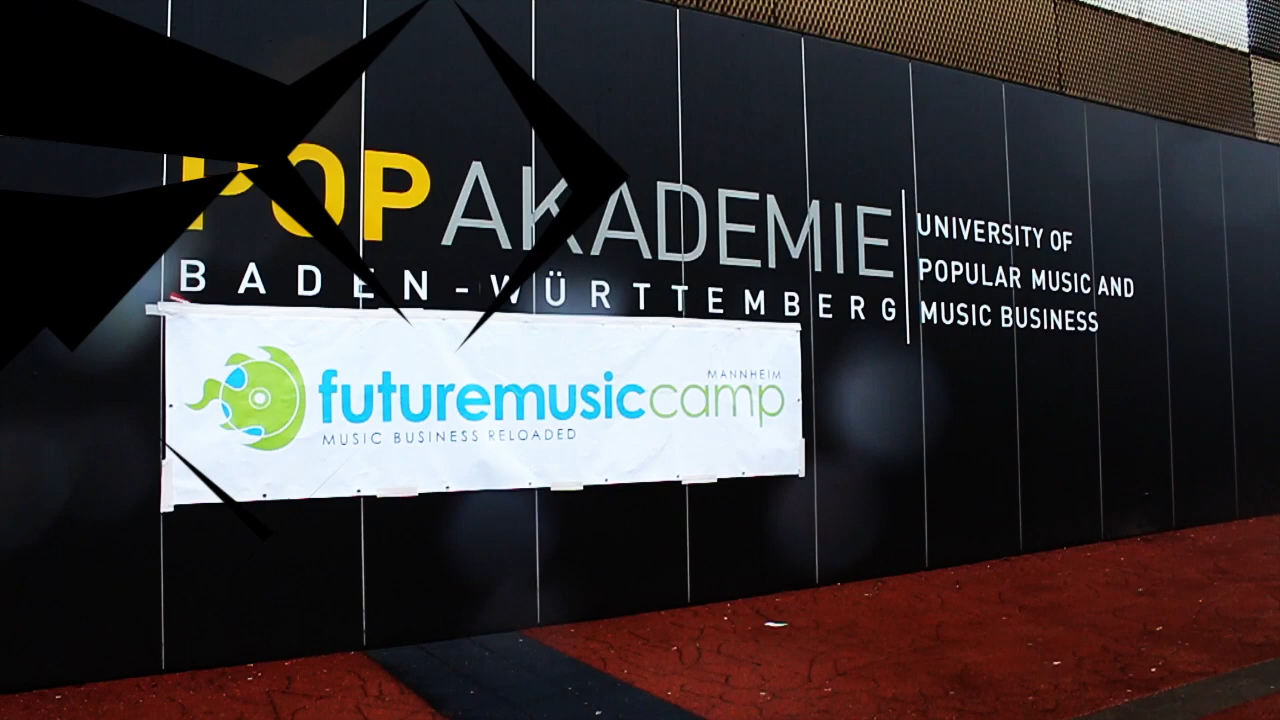 POPAKADEMIE
BADEN-WÜRTTEMBERG
UNIVERSITY OF
POPULAR MUSIC AND
MUSIC BUSINESS
MANNHEIM
futuremusiccamp
MUSIC BUSINESS RELOADED